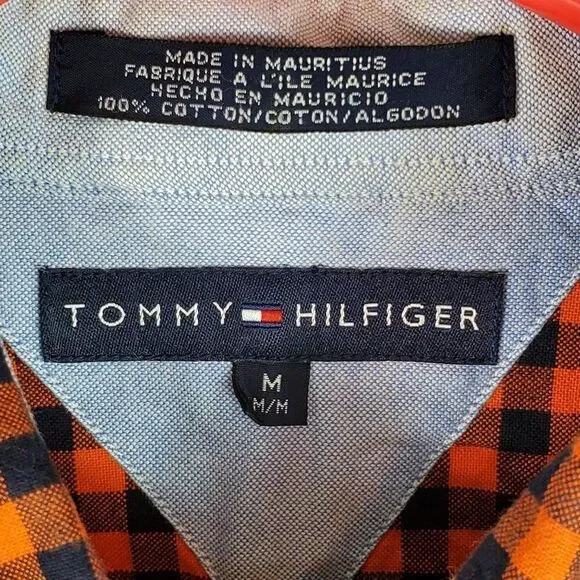 MADE IN MAURITIUS
FABRIQUE A L'ILE MAURICE
HECHO EN MAURICIO
100% COTTON/COTON/ALGODON
TOMMY HILFIGER
M
M/M